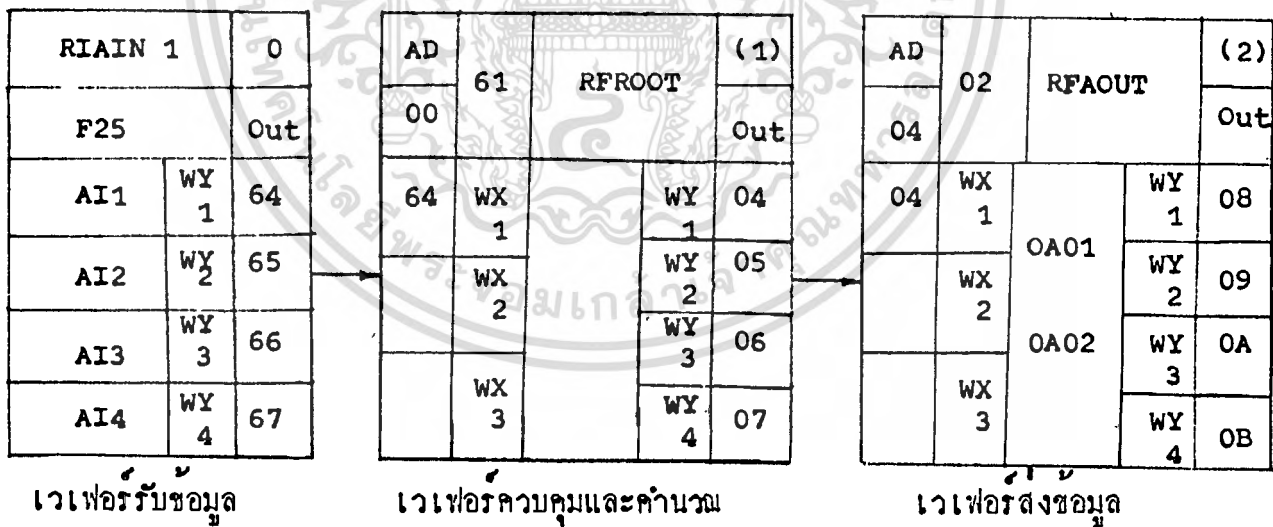 RIAIN 1 0
F25 Out
AI1 WY 1 64
AI2 WY 2 65
AI3 WY 3 66
AI4 WY 4 67
เวเฟอร์รับข้อมูล
AD 61 RFROOT (1)
00 Out
64 WX 1 WY 1 04
WX 2 WY 2 05
WY 3 06
WX 3 WY 4 07
เวเฟอร์ควบคุมและคำนวณ
AD 02 RFAOUT (2)
04 Out
04 WX 1 OA01 WY 1 08
WX 2 WY 2 09
OA02 WY 3 0A
WX 3 WY 4 0B
เวเฟอร์ส่งข้อมูล